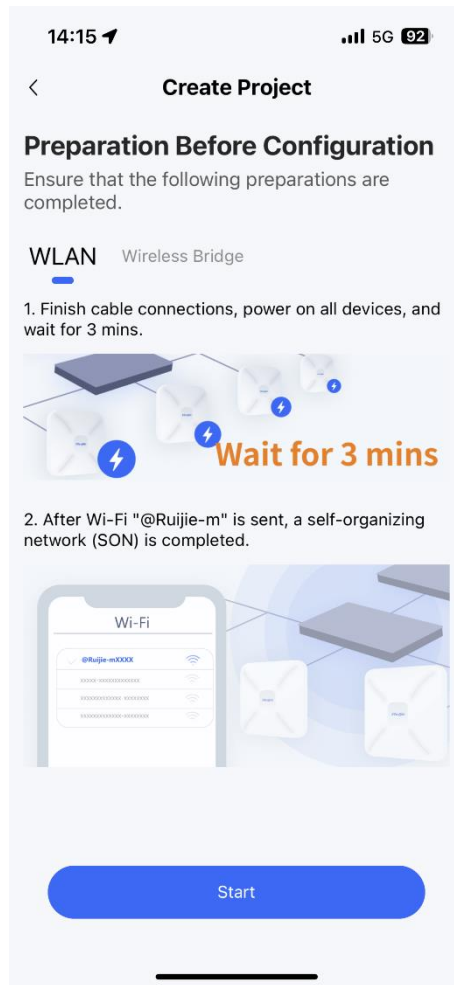 14:15
5G 92
Create Project
Preparation Before Configuration
Ensure that the following preparations are
completed.
WLAN Wireless Bridge
1. Finish cable connections, power on all devices, and
wait for 3 mins.
Wait for 3 mins
2. After Wi-Fi "@Ruijie-m" is sent, a self-organizing
network (SON) is completed.
Wi-Fi
@Ruijie-mXXXX
Start